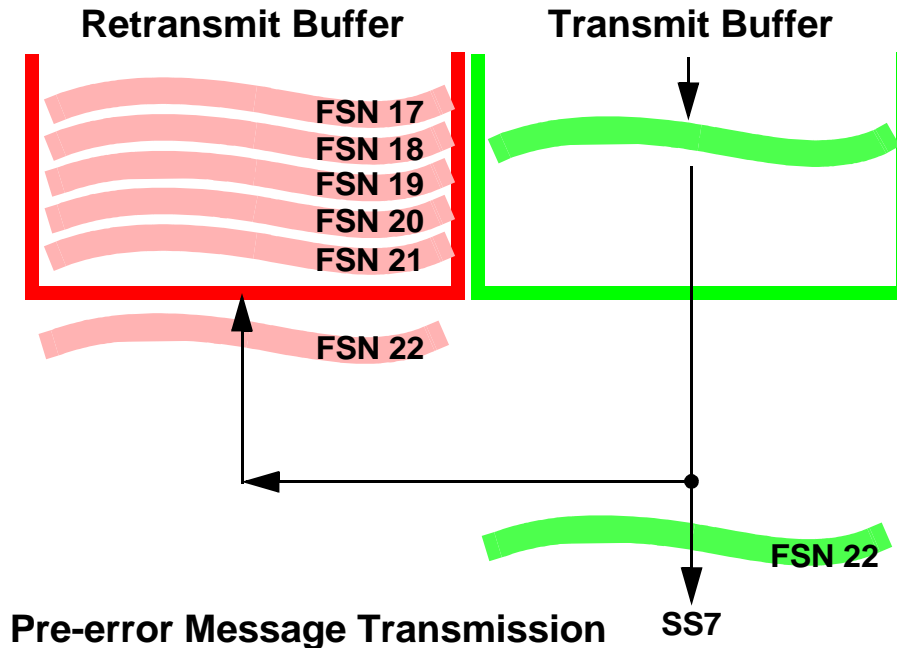 Retransmit Buffer
Transmit Buffer
FSN 17
FSN 18
FSN 19
FSN 20
FSN 21
FSN 22
FSN 22
SS7
Pre-error Message Transmission